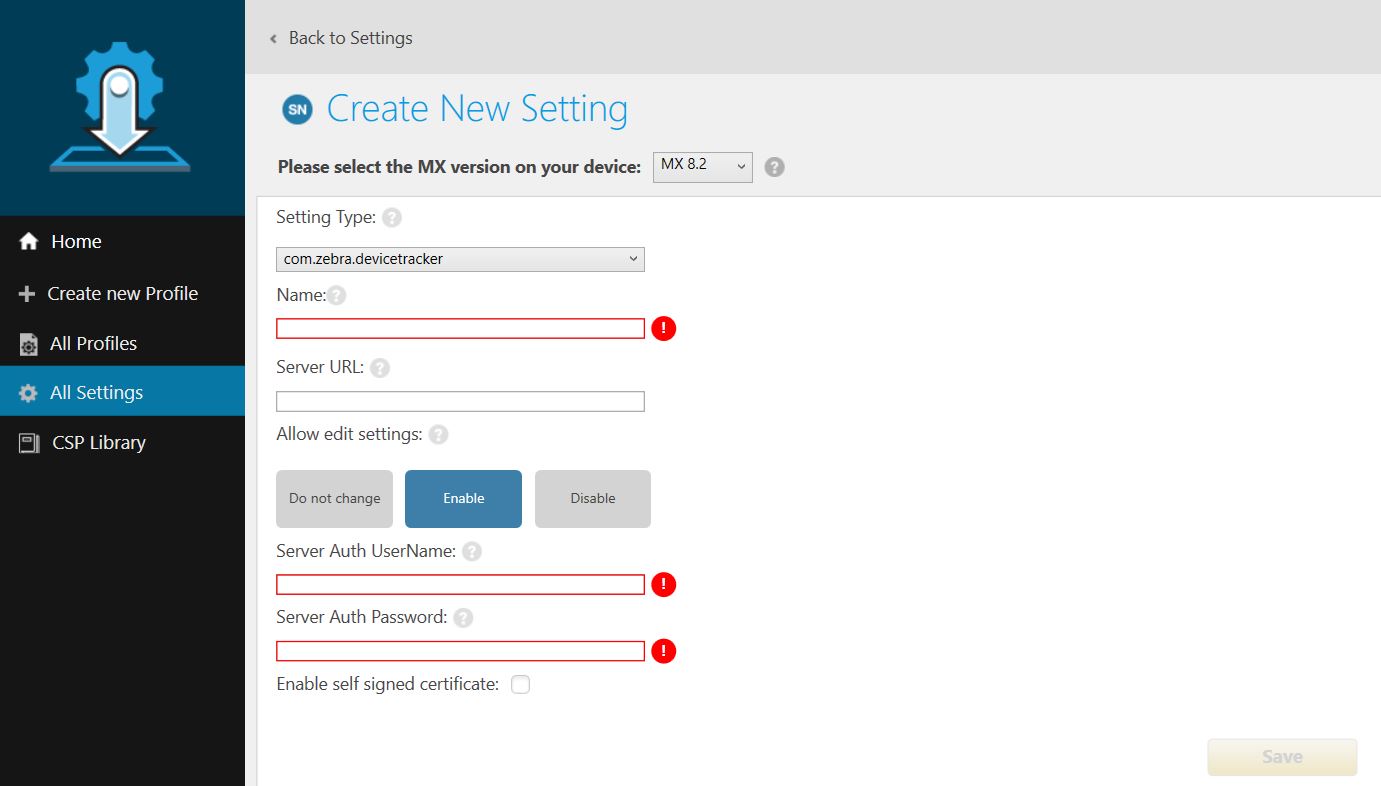 Back to Settings
SN Create New Setting
Please select the MX version on your device: MX 8.2 ?
Home
Create new Profile
All Profiles
All Settings
CSP Library
Setting Type: ?
com.zebra.devicetracker
Name: ?
!
Server URL: ?
Allow edit settings: ?
Do not change Enable Disable
Server Auth UserName: ?
!
Server Auth Password: ?
!
Enable self signed certificate:
Save